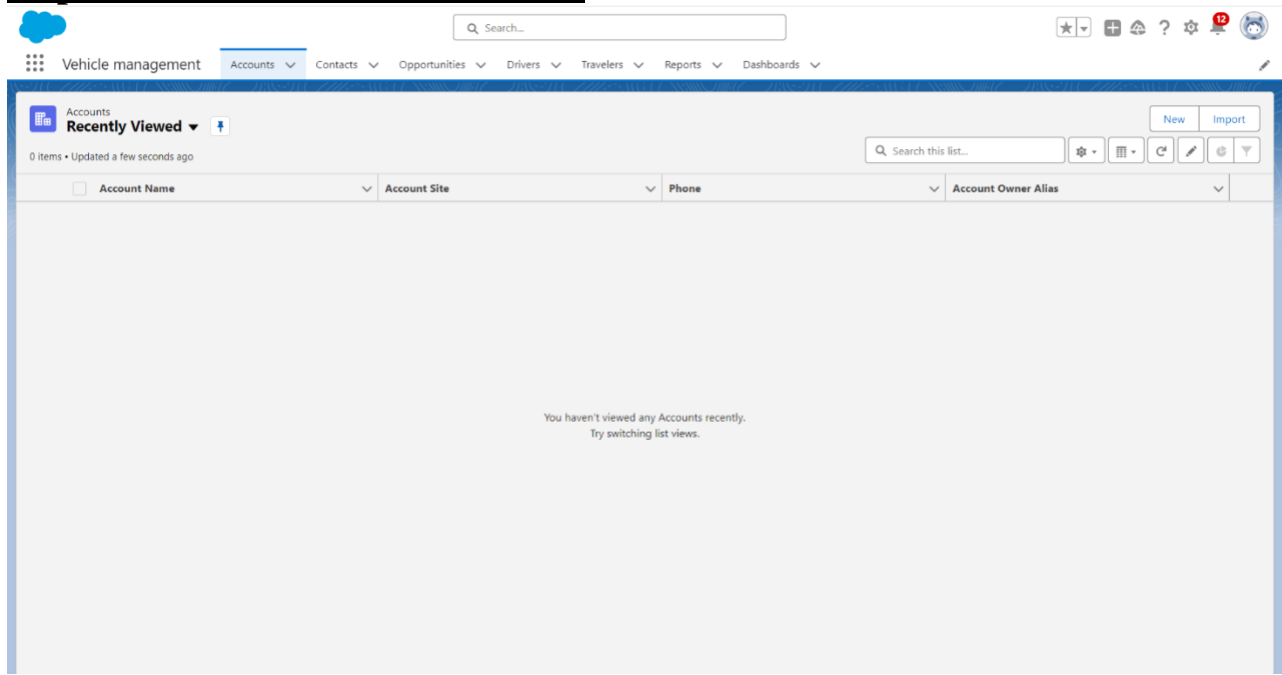 Search...
12
Vehicle management Accounts Contacts Opportunities Drivers Travelers Reports Dashboards
Accounts
Recently Viewed
New Import
0 items • Updated a few seconds ago
Search this list...
Account Name Account Site Phone Account Owner Alias
You haven't viewed any Accounts recently.
Try switching list views.